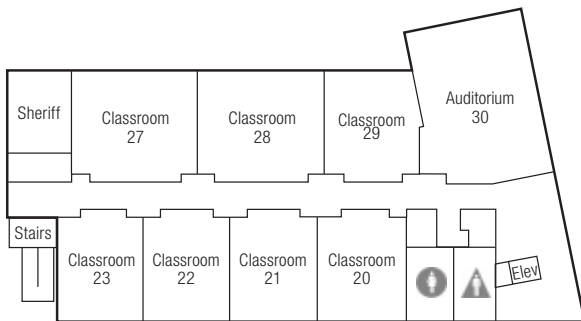 Auditorium
30
Sheriff
Classroom
27
Classroom
28
Classroom
29
Stairs
Classroom
23
Classroom
22
Classroom
21
Classroom
20
Elev